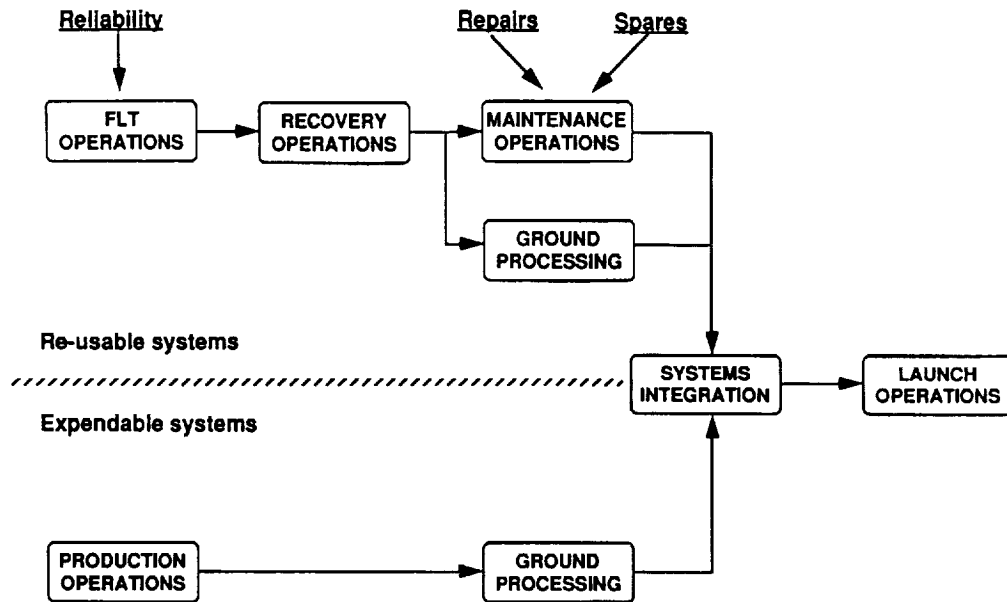 Reliability
Repairs
Spares
FLT
OPERATIONS
RECOVERY
OPERATIONS
MAINTENANCE
OPERATIONS
GROUND
PROCESSING
Re-usable systems
SYSTEMS
INTEGRATION
LAUNCH
OPERATIONS
Expendable systems
PRODUCTION
OPERATIONS
GROUND
PROCESSING